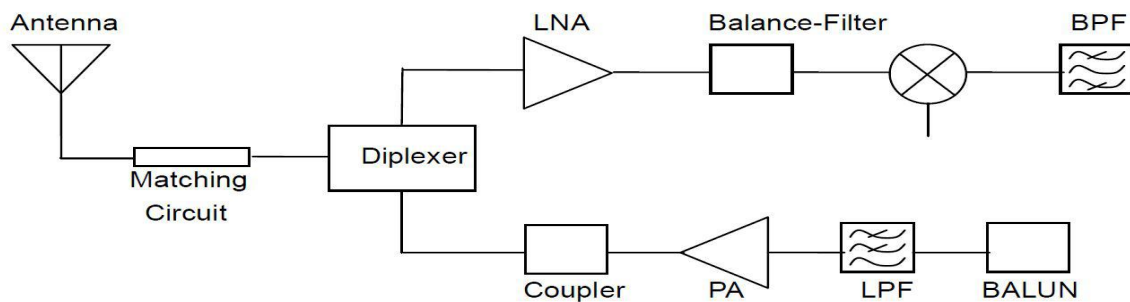 Antenna
LNA
Balance-Filter
BPF
Diplexer
Matching
Circuit
Coupler
PA
LPF
BALUN